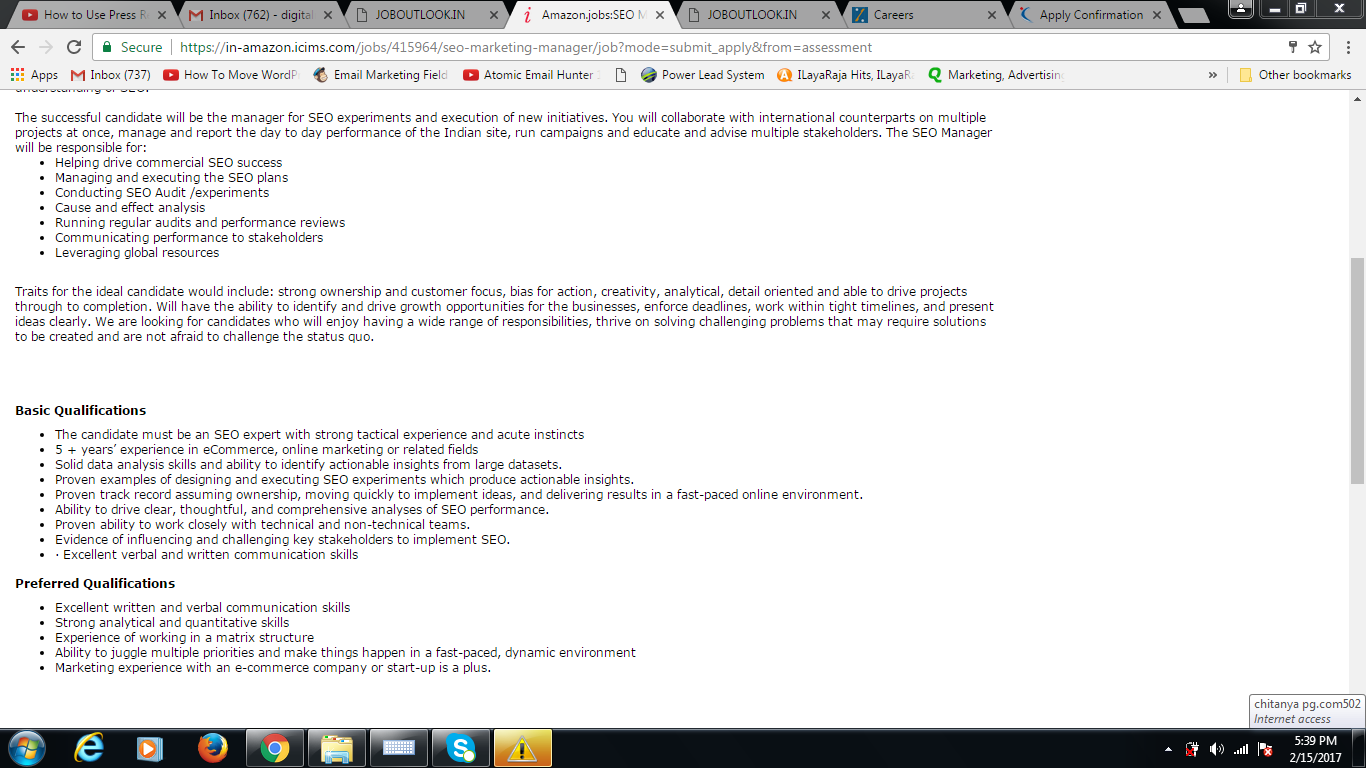 How to Use Press R
Inbox (762) - digital
JOBOUTLOOK.IN
Amazon.jobs:SEO M
JOBOUTLOOK.IN
Careers
Apply Confirmation
Secure https://in-amazon.icims.com/jobs/415964/seo-marketing-manager/job?mode=submit_apply&from=assessment
Apps Inbox (737) How To Move WordP Email Marketing Field Atomic Email Hunter Power Lead System ILayaRaja Hits, ILayaRa Marketing, Advertising » Other bookmarks
understanding of SEO.
The successful candidate will be the manager for SEO experiments and execution of new initiatives. You will collaborate with international counterparts on multiple
projects at once, manage and report the day to day performance of the Indian site, run campaigns and educate and advise multiple stakeholders. The SEO Manager
will be responsible for:
• Helping drive commercial SEO success
• Managing and executing the SEO plans
• Conducting SEO Audit /experiments
• Cause and effect analysis
• Running regular audits and performance reviews
• Communicating performance to stakeholders
• Leveraging global resources
Traits for the ideal candidate would include: strong ownership and customer focus, bias for action, creativity, analytical, detail oriented and able to drive projects
through to completion. Will have the ability to identify and drive growth opportunities for the businesses, enforce deadlines, work within tight timelines, and present
ideas clearly. We are looking for candidates who will enjoy having a wide range of responsibilities, thrive on solving challenging problems that may require solutions
to be created and are not afraid to challenge the status quo.
Basic Qualifications
• The candidate must be an SEO expert with strong tactical experience and acute instincts
• 5 + years’ experience in eCommerce, online marketing or related fields
• Solid data analysis skills and ability to identify actionable insights from large datasets.
• Proven examples of designing and executing SEO experiments which produce actionable insights.
• Proven track record assuming ownership, moving quickly to implement ideas, and delivering results in a fast-paced online environment.
• Ability to drive clear, thoughtful, and comprehensive analyses of SEO performance.
• Proven ability to work closely with technical and non-technical teams.
• Evidence of influencing and challenging key stakeholders to implement SEO.
• · Excellent verbal and written communication skills
Preferred Qualifications
• Excellent written and verbal communication skills
• Strong analytical and quantitative skills
• Experience of working in a matrix structure
• Ability to juggle multiple priorities and make things happen in a fast-paced, dynamic environment
• Marketing experience with an e-commerce company or start-up is a plus.
chitanya pg.com502
Internet access
5:39 PM
2/15/2017